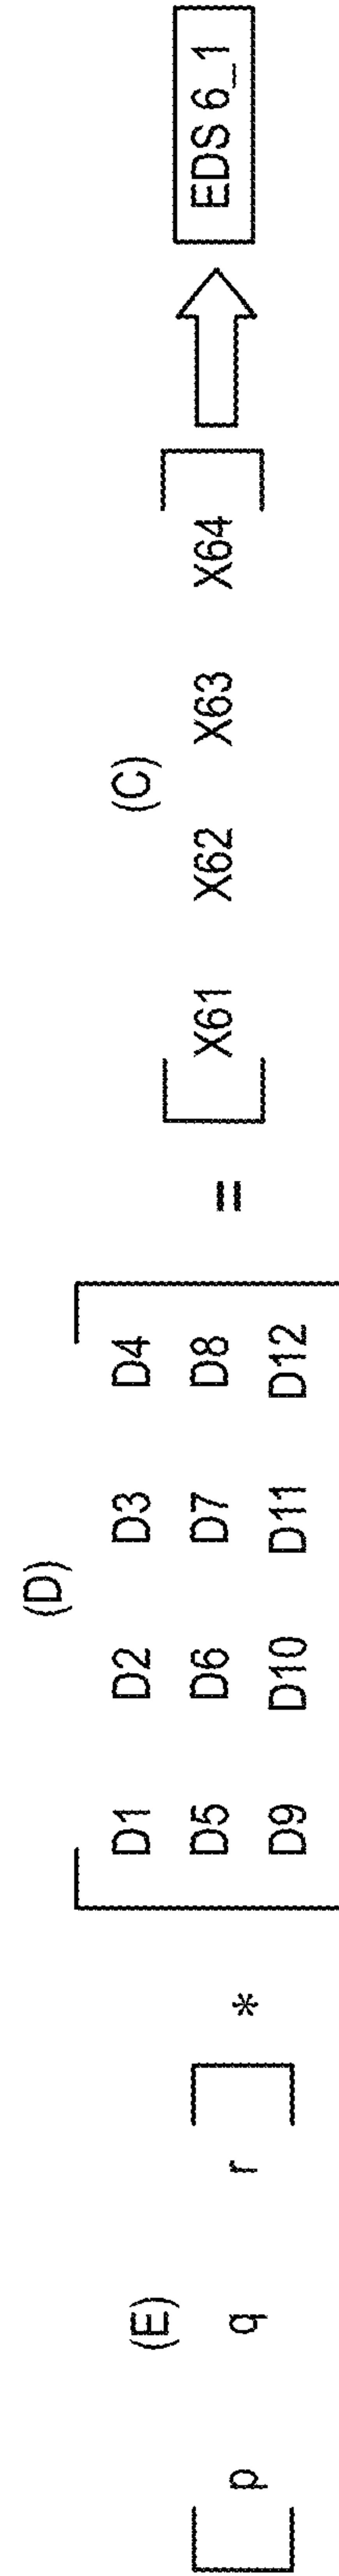 (E)
[ p q r ]
*
(D)
D1 D2 D3 D4
D5 D6 D7 D8
D9 D10 D11 D12
=
(C)
[ X61 X62 X63 X64 ]
EDS 6_1